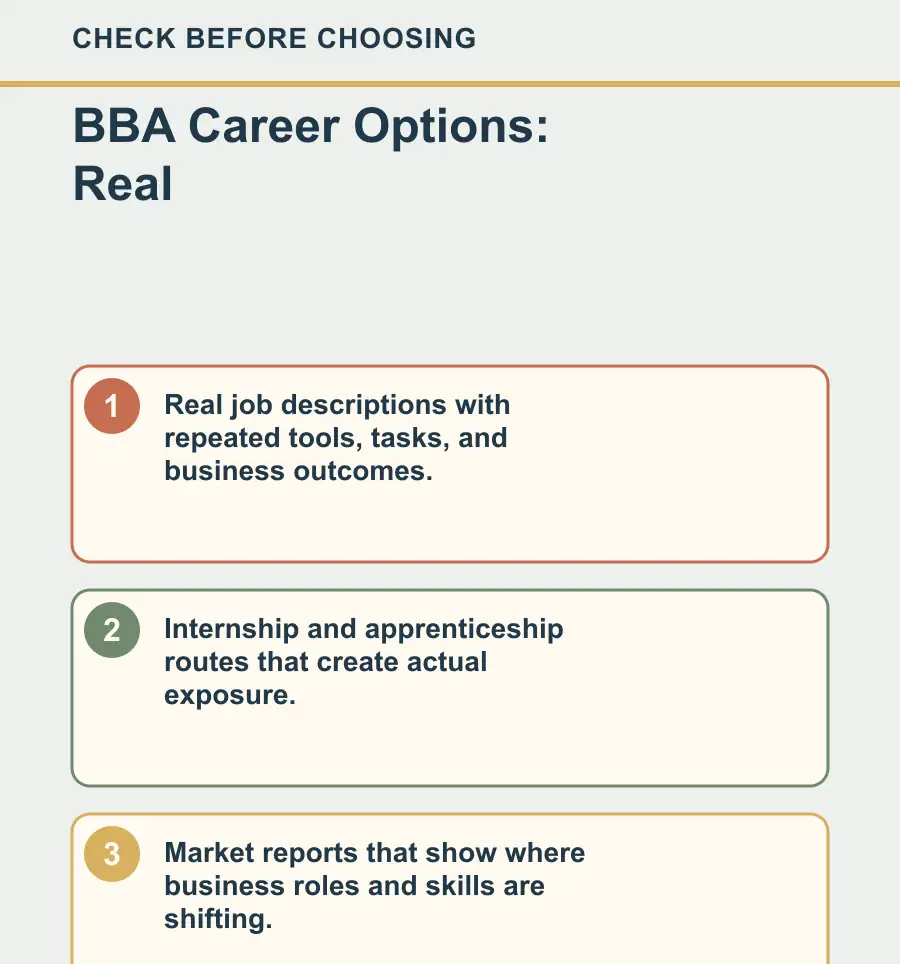 CHECK BEFORE CHOOSING
BBA Career Options:
Real
1
Real job descriptions with
repeated tools, tasks, and
business outcomes.
2
Internship and apprenticeship
routes that create actual
exposure.
3
Market reports that show where
business roles and skills are
shifting.